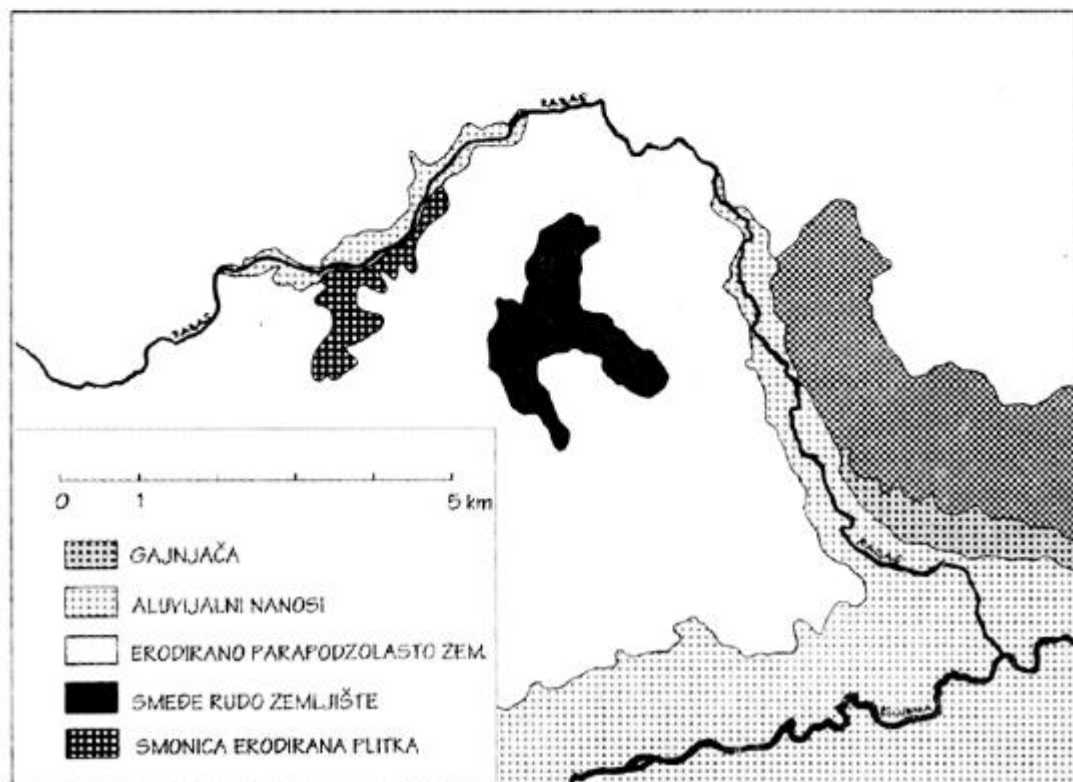 0 1 5 km
GAJNJAČA
ALUVIJALNI NANOSI
ERODIRANO PARAPODZOLASTO ZEM.
SMEĐE RUDO ZEMLJIŠTE
SMONICA ERODIRANA PLITKA